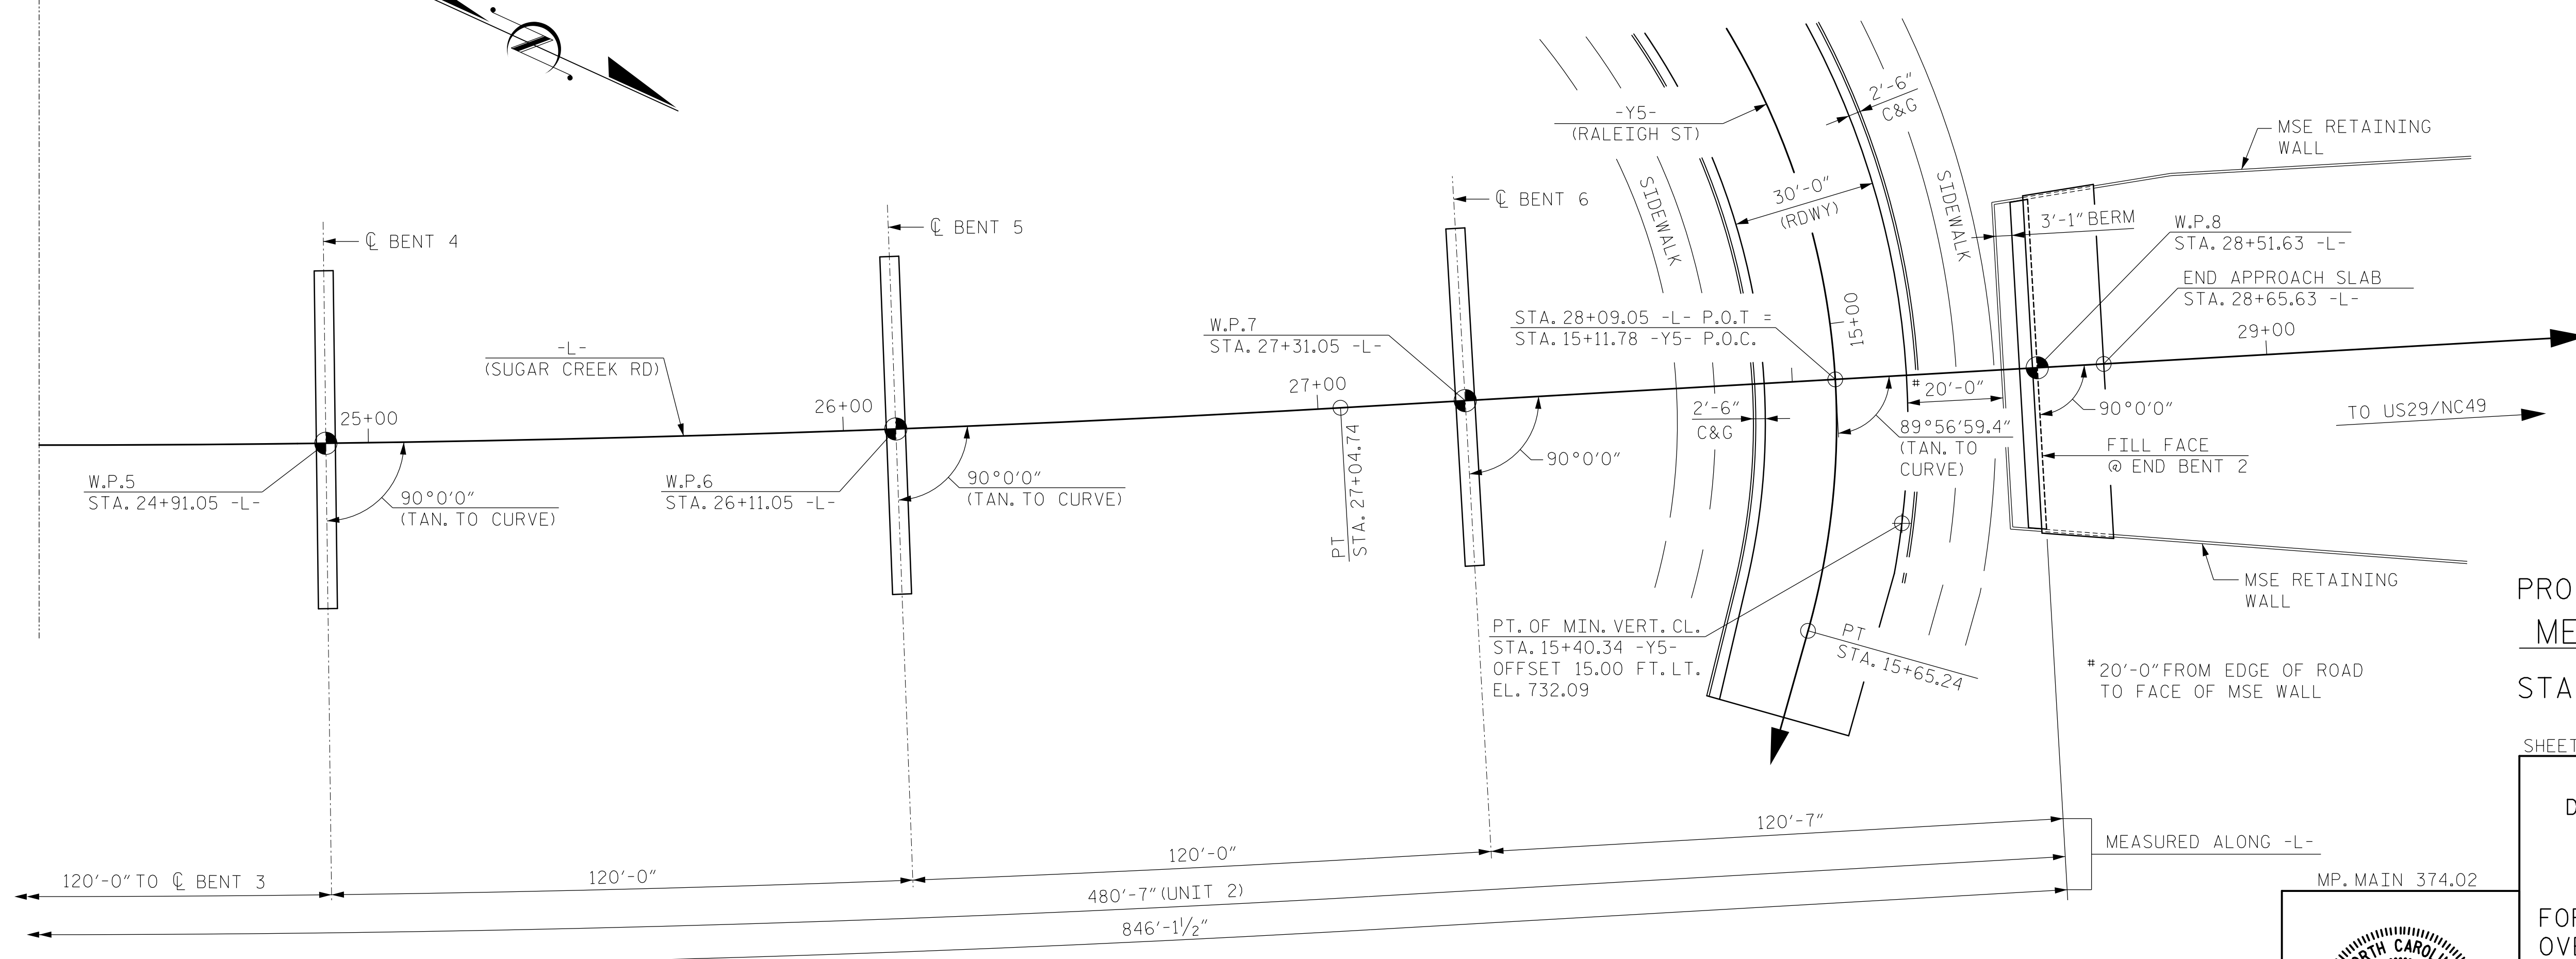 -Y5-
(RALEIGH ST)
2'-6"
C&G
MSE RETAINING
WALL
30'-0"
(RDWY)
SIDEWALK
SIDEWALK
3'-1" BERM
W.P.8
STA. 28+51.63 -L-
END APPROACH SLAB
STA. 28+65.63 -L-
29+00
℄ BENT 4
℄ BENT 5
℄ BENT 6
-L-
(SUGAR CREEK RD)
W.P.7
STA. 27+31.05 -L-
STA. 28+09.05 -L- P.O.T =
STA. 15+11.78 -Y5- P.O.C.
15+00
25+00
26+00
27+00
#20'-0"
2'-6"
C&G
89°56'59.4"
(TAN. TO
CURVE)
90°0'0"
TO US29/NC49
FILL FACE
@ END BENT 2
W.P.5
STA. 24+91.05 -L-
90°0'0"
(TAN. TO CURVE)
W.P.6
STA. 26+11.05 -L-
90°0'0"
(TAN. TO CURVE)
PT
STA. 27+04.74
90°0'0"
MSE RETAINING
WALL
PT. OF MIN. VERT. CL.
STA. 15+40.34 -Y5-
OFFSET 15.00 FT. LT.
EL. 732.09
PT
STA. 15+65.24
#20'-0" FROM EDGE OF ROAD
TO FACE OF MSE WALL
PRO
ME
STA
SHEET
D
120'-7"
MEASURED ALONG -L-
120'-0"
120'-0"
120'-0" TO ℄ BENT 3
480'-7" (UNIT 2)
846'-1½"
MP. MAIN 374.02
FOR
OVE
ORTH CAROLI